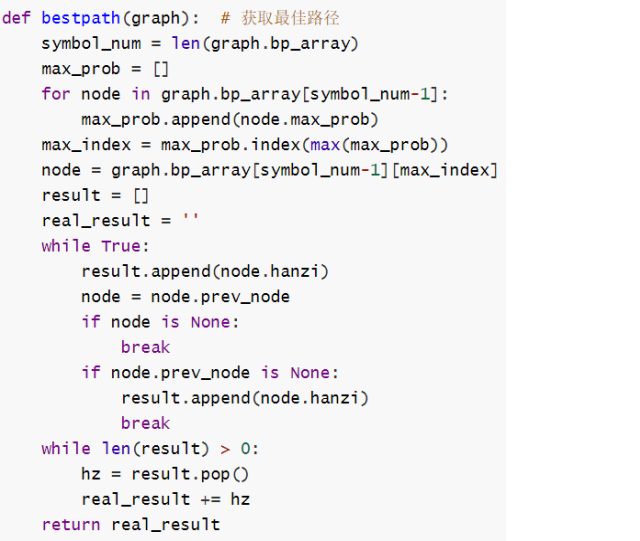 def bestpath(graph):  # 获取最佳路径
    symbol_num = len(graph.bp_array)
    max_prob = []
    for node in graph.bp_array[symbol_num-1]:
        max_prob.append(node.max_prob)
    max_index = max_prob.index(max(max_prob))
    node = graph.bp_array[symbol_num-1][max_index]
    result = []
    real_result = ''
    while True:
        result.append(node.hanzi)
        node = node.prev_node
        if node is None:
            break
        if node.prev_node is None:
            result.append(node.hanzi)
            break
    while len(result) > 0:
        hz = result.pop()
        real_result += hz
    return real_result